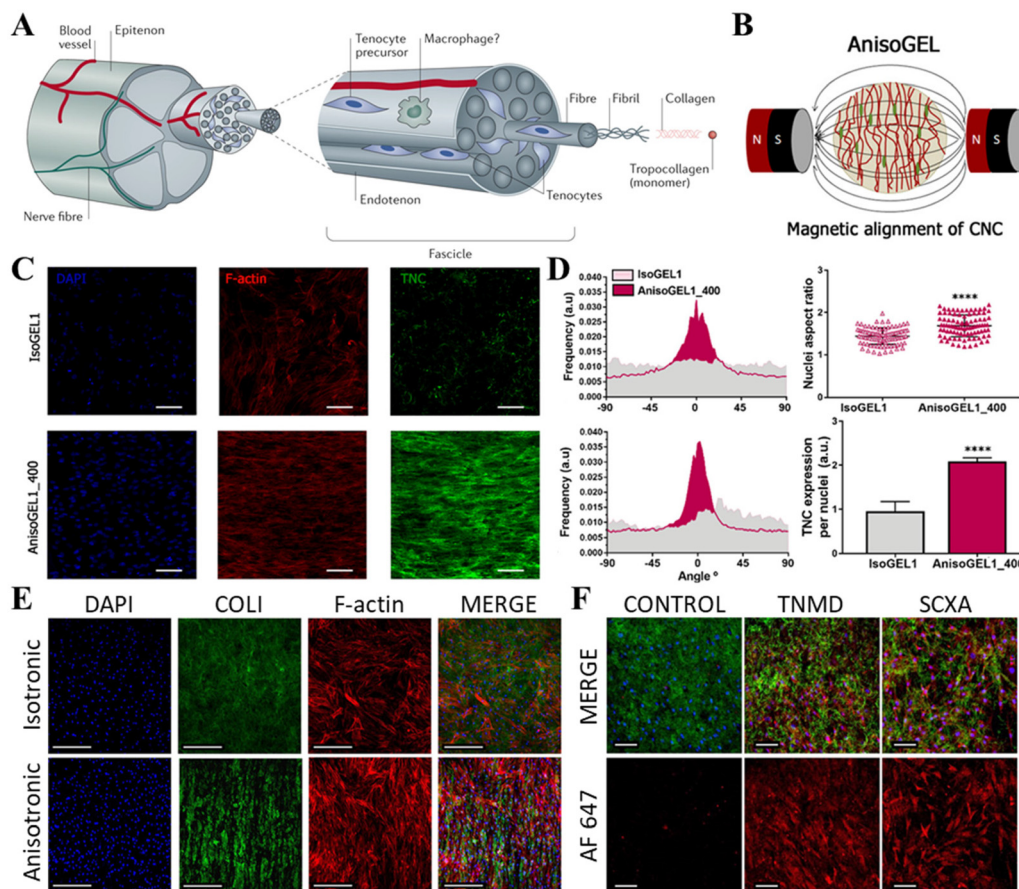 A
Blood
vessel
Epitenon
Nerve fibre
Tenocyte
precursor
Macrophage?
Fibre
Fibril
Collagen
Tropocollagen
(monomer)
Tenocytes
Endotenon
Fascicle
B
AnisoGEL
N
S
N
S
Magnetic alignment of CNC
C
DAPI
F-actin
TNC
IsoGEL1
AnisoGEL1_400
D
IsoGEL1
AnisoGEL1_400
Frequency (a.u)
0.040
0.035
0.030
0.025
0.020
0.015
0.010
0.005
0.000
-90
-45
0
45
90
Nuclei aspect ratio
3
2
1
0
****
IsoGEL1
AnisoGEL1_400
Frequency (a.u)
0.040
0.035
0.030
0.025
0.020
0.015
0.010
0.005
0.000
-90
-45
0
45
90
Angle º
TNC expression
per nuclei (a.u.)
3
2
1
0
****
IsoGEL1
AnisoGEL1_400
E
DAPI
COLI
F-actin
MERGE
Isotronic
Anisotronic
F
CONTROL
TNMD
SCXA
MERGE
AF 647